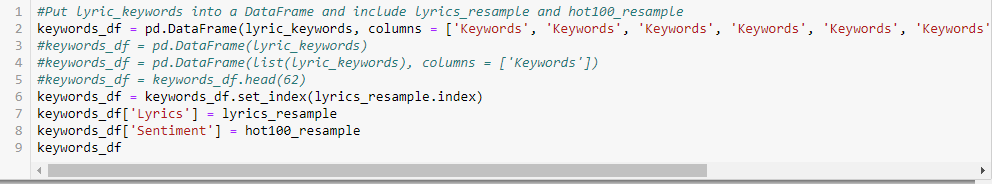 1 #Put lyric_keywords into a DataFrame and include lyrics_resample and hot100_resample
2 keywords_df = pd.DataFrame(lyric_keywords, columns = ['Keywords', 'Keywords', 'Keywords', 'Keywords', 'Keywords', 'Keywords'
3 #keywords_df = pd.DataFrame(lyric_keywords)
4 #keywords_df = pd.DataFrame(list(lyric_keywords), columns = ['Keywords'])
5 #keywords_df = keywords_df.head(62)
6 keywords_df = keywords_df.set_index(lyrics_resample.index)
7 keywords_df['Lyrics'] = lyrics_resample
8 keywords_df['Sentiment'] = hot100_resample
9 keywords_df